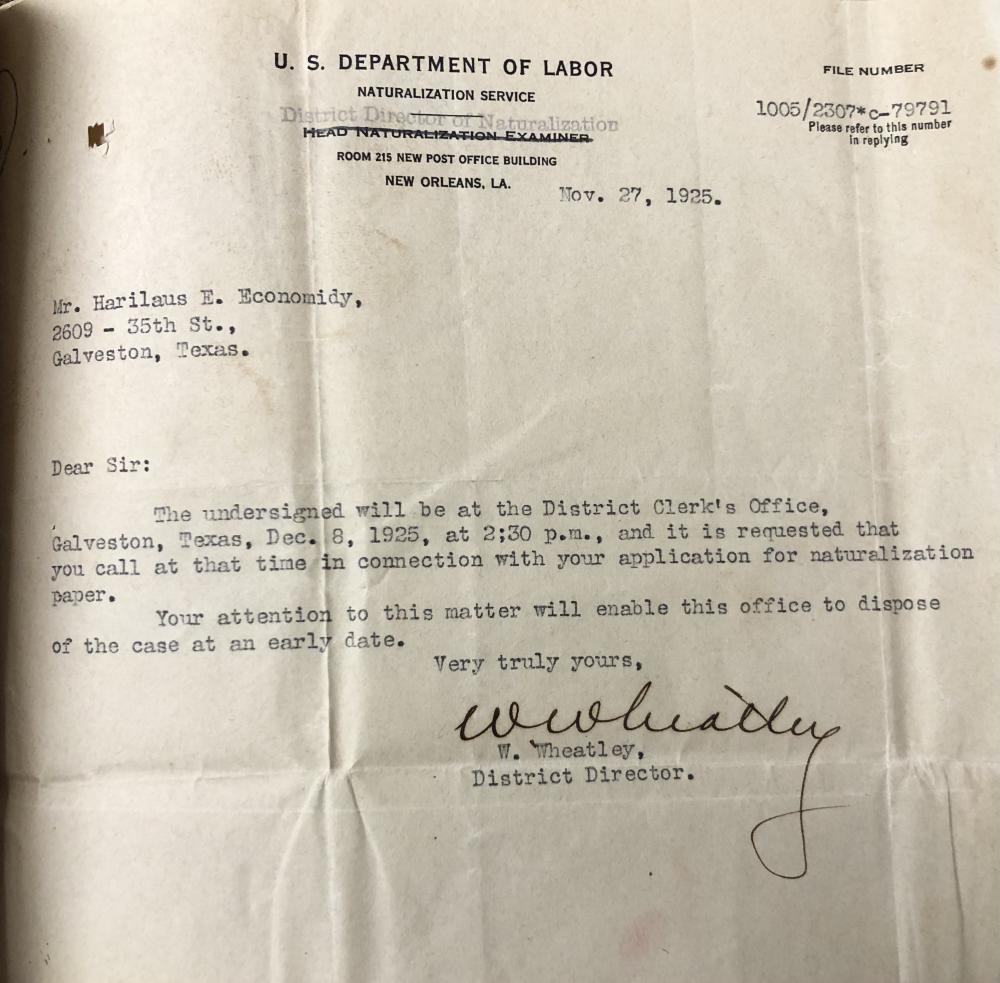 U. S. DEPARTMENT OF LABOR
NATURALIZATION SERVICE
District Director of Naturalization
HEAD NATURALIZATION EXAMINER
ROOM 215 NEW POST OFFICE BUILDING
NEW ORLEANS, LA.
FILE NUMBER
1005/2307*c-79791
Please refer to this number
in replying
Nov. 27, 1925.
Mr. Harilaus E. Economidy,
2609 - 35th St.,
Galveston, Texas.
Dear Sir:
The undersigned will be at the District Clerk's Office,
Galveston, Texas, Dec. 8, 1925, at 2;30 p.m., and it is requested that
you call at that time in connection with your application for naturalization
paper.
Your attention to this matter will enable this office to dispose
of the case at an early date.
Very truly yours,
W Wheatley
W. Wheatley,
District Director.